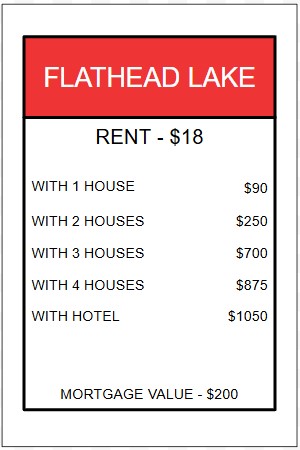 FLATHEAD LAKE
RENT - $18
WITH 1 HOUSE $90
WITH 2 HOUSES $250
WITH 3 HOUSES $700
WITH 4 HOUSES $875
WITH HOTEL $1050
MORTGAGE VALUE - $200